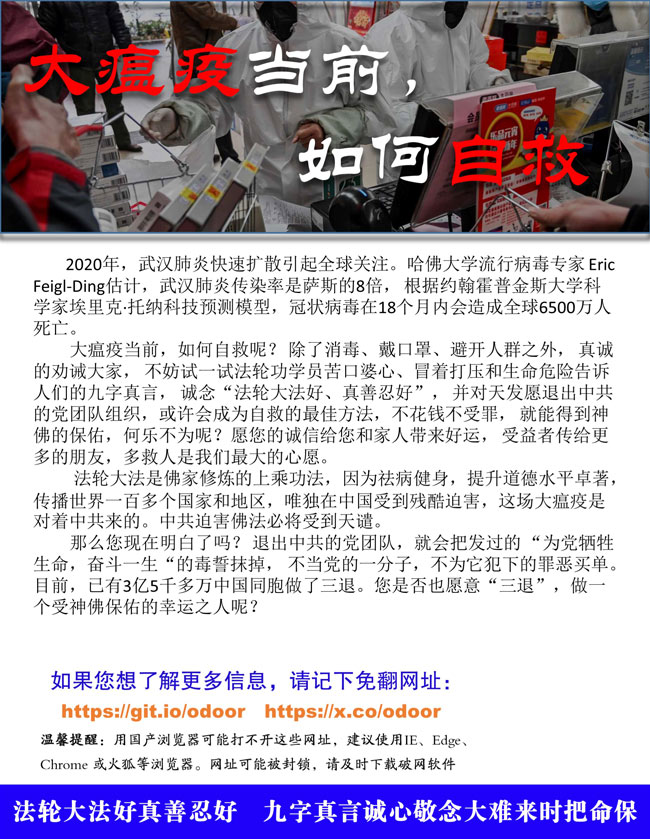 大瘟疫当前，
如何自救
2020年，武汉肺炎快速扩散引起全球关注。哈佛大学流行病毒专家 Eric
Feigl-Ding估计，武汉肺炎传染率是萨斯的8倍， 根据约翰霍普金斯大学科
学家埃里克·托纳科技预测模型，冠状病毒在18个月内会造成全球6500万人
死亡。
大瘟疫当前，如何自救呢？ 除了消毒、戴口罩、避开人群之外， 真诚
的劝诫大家， 不妨试一试法轮功学员苦口婆心、冒着打压和生命危险告诉
人们的九字真言， 诚念“法轮大法好、真善忍好”， 并对天发愿退出中共
的党团队组织，或许会成为自救的最佳方法，不花钱不受罪， 就能得到神
佛的保佑，何乐不为呢？愿您的诚信给您和家人带来好运， 受益者传给更
多的朋友，多救人是我们最大的心愿。
法轮大法是佛家修炼的上乘功法，因为祛病健身，提升道德水平卓著，
传播世界一百多个国家和地区，唯独在中国受到残酷迫害，这场大瘟疫是
对着中共来的。中共迫害佛法必将受到天谴。
那么您现在明白了吗？ 退出中共的党团队，就会把发过的 “为党牺牲
生命，奋斗一生“的毒誓抹掉， 不当党的一分子，不为它犯下的罪恶买单。
目前，已有3亿5千多万中国同胞做了三退。您是否也愿意“三退”，做一
个受神佛保佑的幸运之人呢？
如果您想了解更多信息，请记下免翻网址：
https://git.io/odoor https://x.co/odoor
温馨提醒：用国产浏览器可能打不开这些网址，建议使用IE、Edge、
Chrome 或火狐等浏览器。网址可能被封锁，请及时下载破网软件
法轮大法好真善忍好 九字真言诚心敬念大难来时把命保